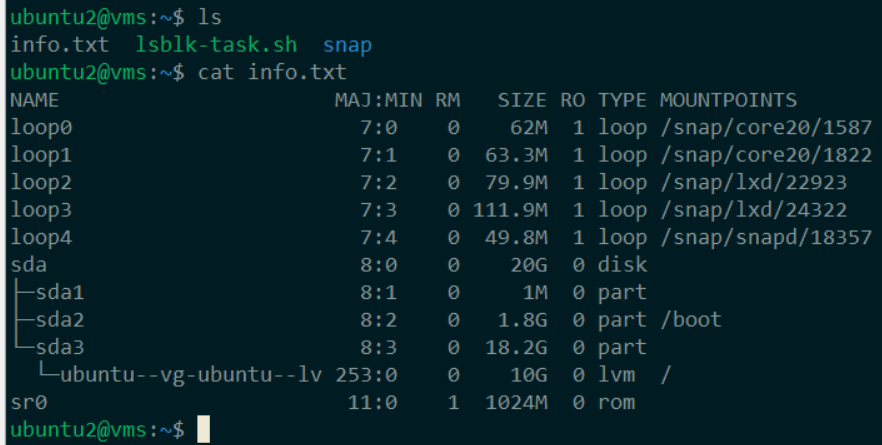 ubuntu2@vms:~$ ls
info.txt  lsblk-task.sh  snap
ubuntu2@vms:~$ cat info.txt
NAME                      MAJ:MIN RM   SIZE RO TYPE MOUNTPOINTS
loop0                       7:0    0    62M  1 loop /snap/core20/1587
loop1                       7:1    0  63.3M  1 loop /snap/core20/1822
loop2                       7:2    0  79.9M  1 loop /snap/lxd/22923
loop3                       7:3    0 111.9M  1 loop /snap/lxd/24322
loop4                       7:4    0  49.8M  1 loop /snap/snapd/18357
sda                         8:0    0    20G  0 disk
├─sda1                      8:1    0     1M  0 part
├─sda2                      8:2    0   1.8G  0 part /boot
└─sda3                      8:3    0  18.2G  0 part
  └─ubuntu--vg-ubuntu--lv 253:0    0    10G  0 lvm  /
sr0                        11:0    1  1024M  0 rom
ubuntu2@vms:~$